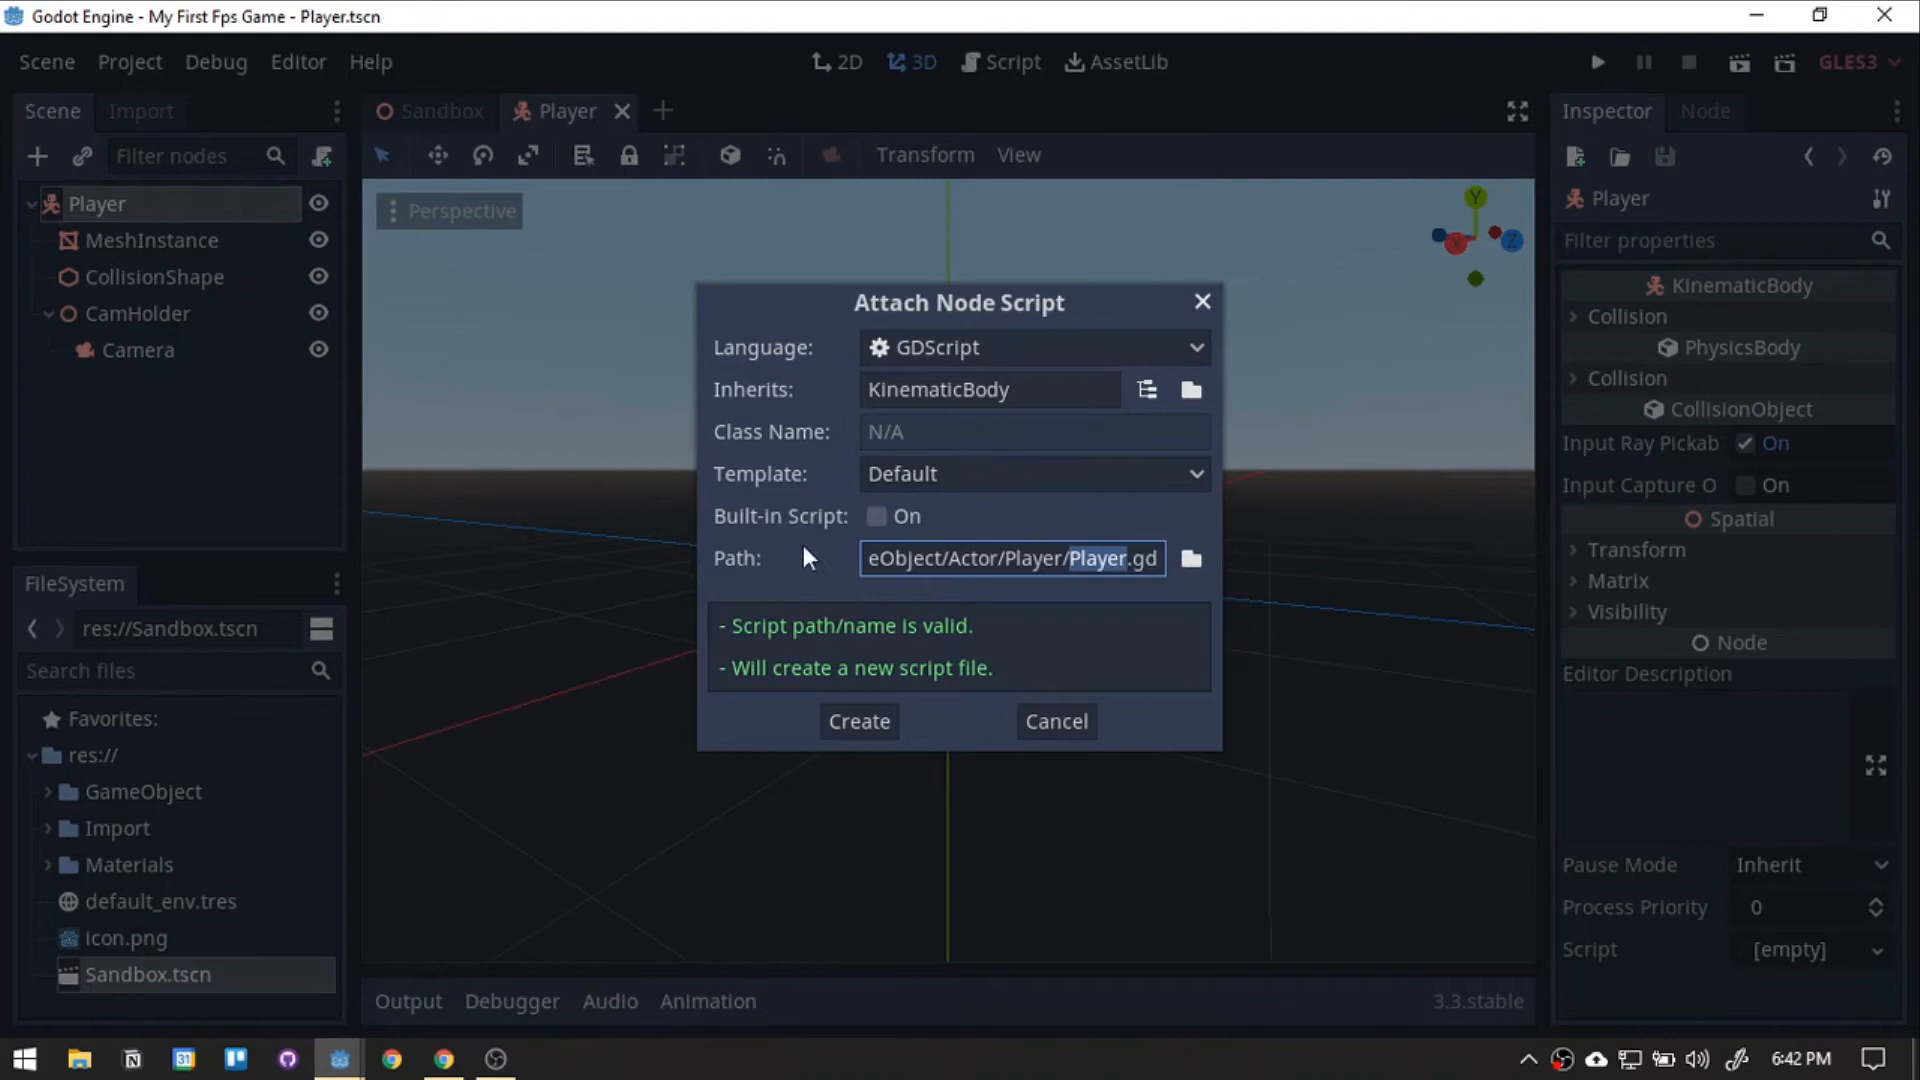 Godot Engine - My First Fps Game - Player.tscn
Scene Project Debug Editor Help
2D 3D Script AssetLib
GLES3
Scene Import
Sandbox Player
Inspector Node
Filter nodes
Transform View
Player
MeshInstance
CollisionShape
CamHolder
Camera
Perspective
Y
X
Z
Attach Node Script
Language: GDScript
Inherits: KinematicBody
Class Name: N/A
Template: Default
Built-in Script: On
Path: eObject/Actor/Player/Player.gd
- Script path/name is valid.
- Will create a new script file.
Create Cancel
Player
Filter properties
KinematicBody
Collision
PhysicsBody
Collision
CollisionObject
Input Ray Pickab On
Input Capture O On
Spatial
Transform
Matrix
Visibility
Node
Editor Description
Pause Mode Inherit
Process Priority 0
Script [empty]
FileSystem
res://Sandbox.tscn
Search files
Favorites:
res://
GameObject
Import
Materials
default_env.tres
icon.png
Sandbox.tscn
Output Debugger Audio Animation
3.3.stable
31
6:42 PM